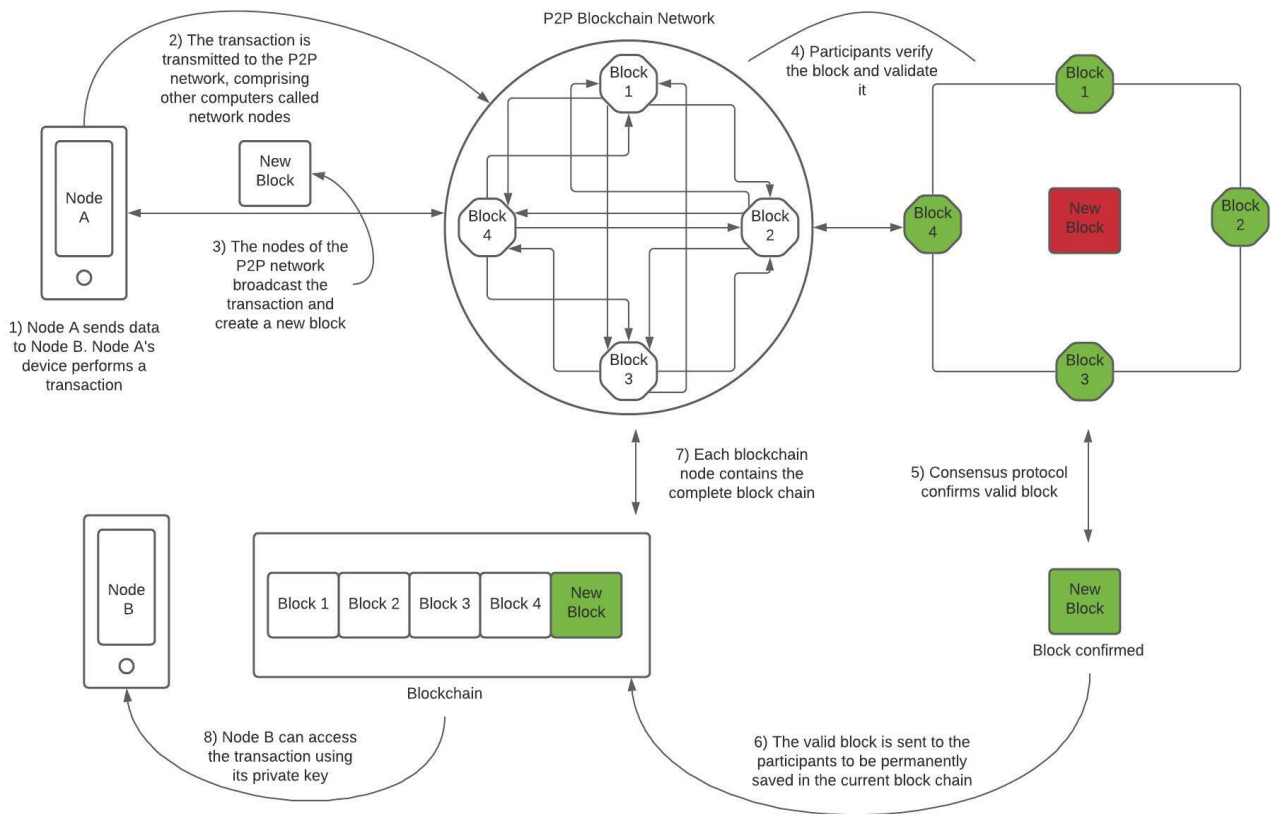 P2P Blockchain Network
2) The transaction is
transmitted to the P2P
network, comprising
other computers called
network nodes
4) Participants verify
the block and validate
it
Node
A
New
Block
3) The nodes of the
P2P network
broadcast the
transaction and
create a new block
1) Node A sends data
to Node B. Node A's
device performs a
transaction
Block
1
Block
4
Block
2
Block
3
Block
1
Block
4
New
Block
Block
2
Block
3
7) Each blockchain
node contains the
complete block chain
5) Consensus protocol
confirms valid block
Node
B
Block 1
Block 2
Block 3
Block 4
New
Block
Blockchain
New
Block
Block confirmed
8) Node B can access
the transaction using
its private key
6) The valid block is sent to the
participants to be permanently
saved in the current block chain